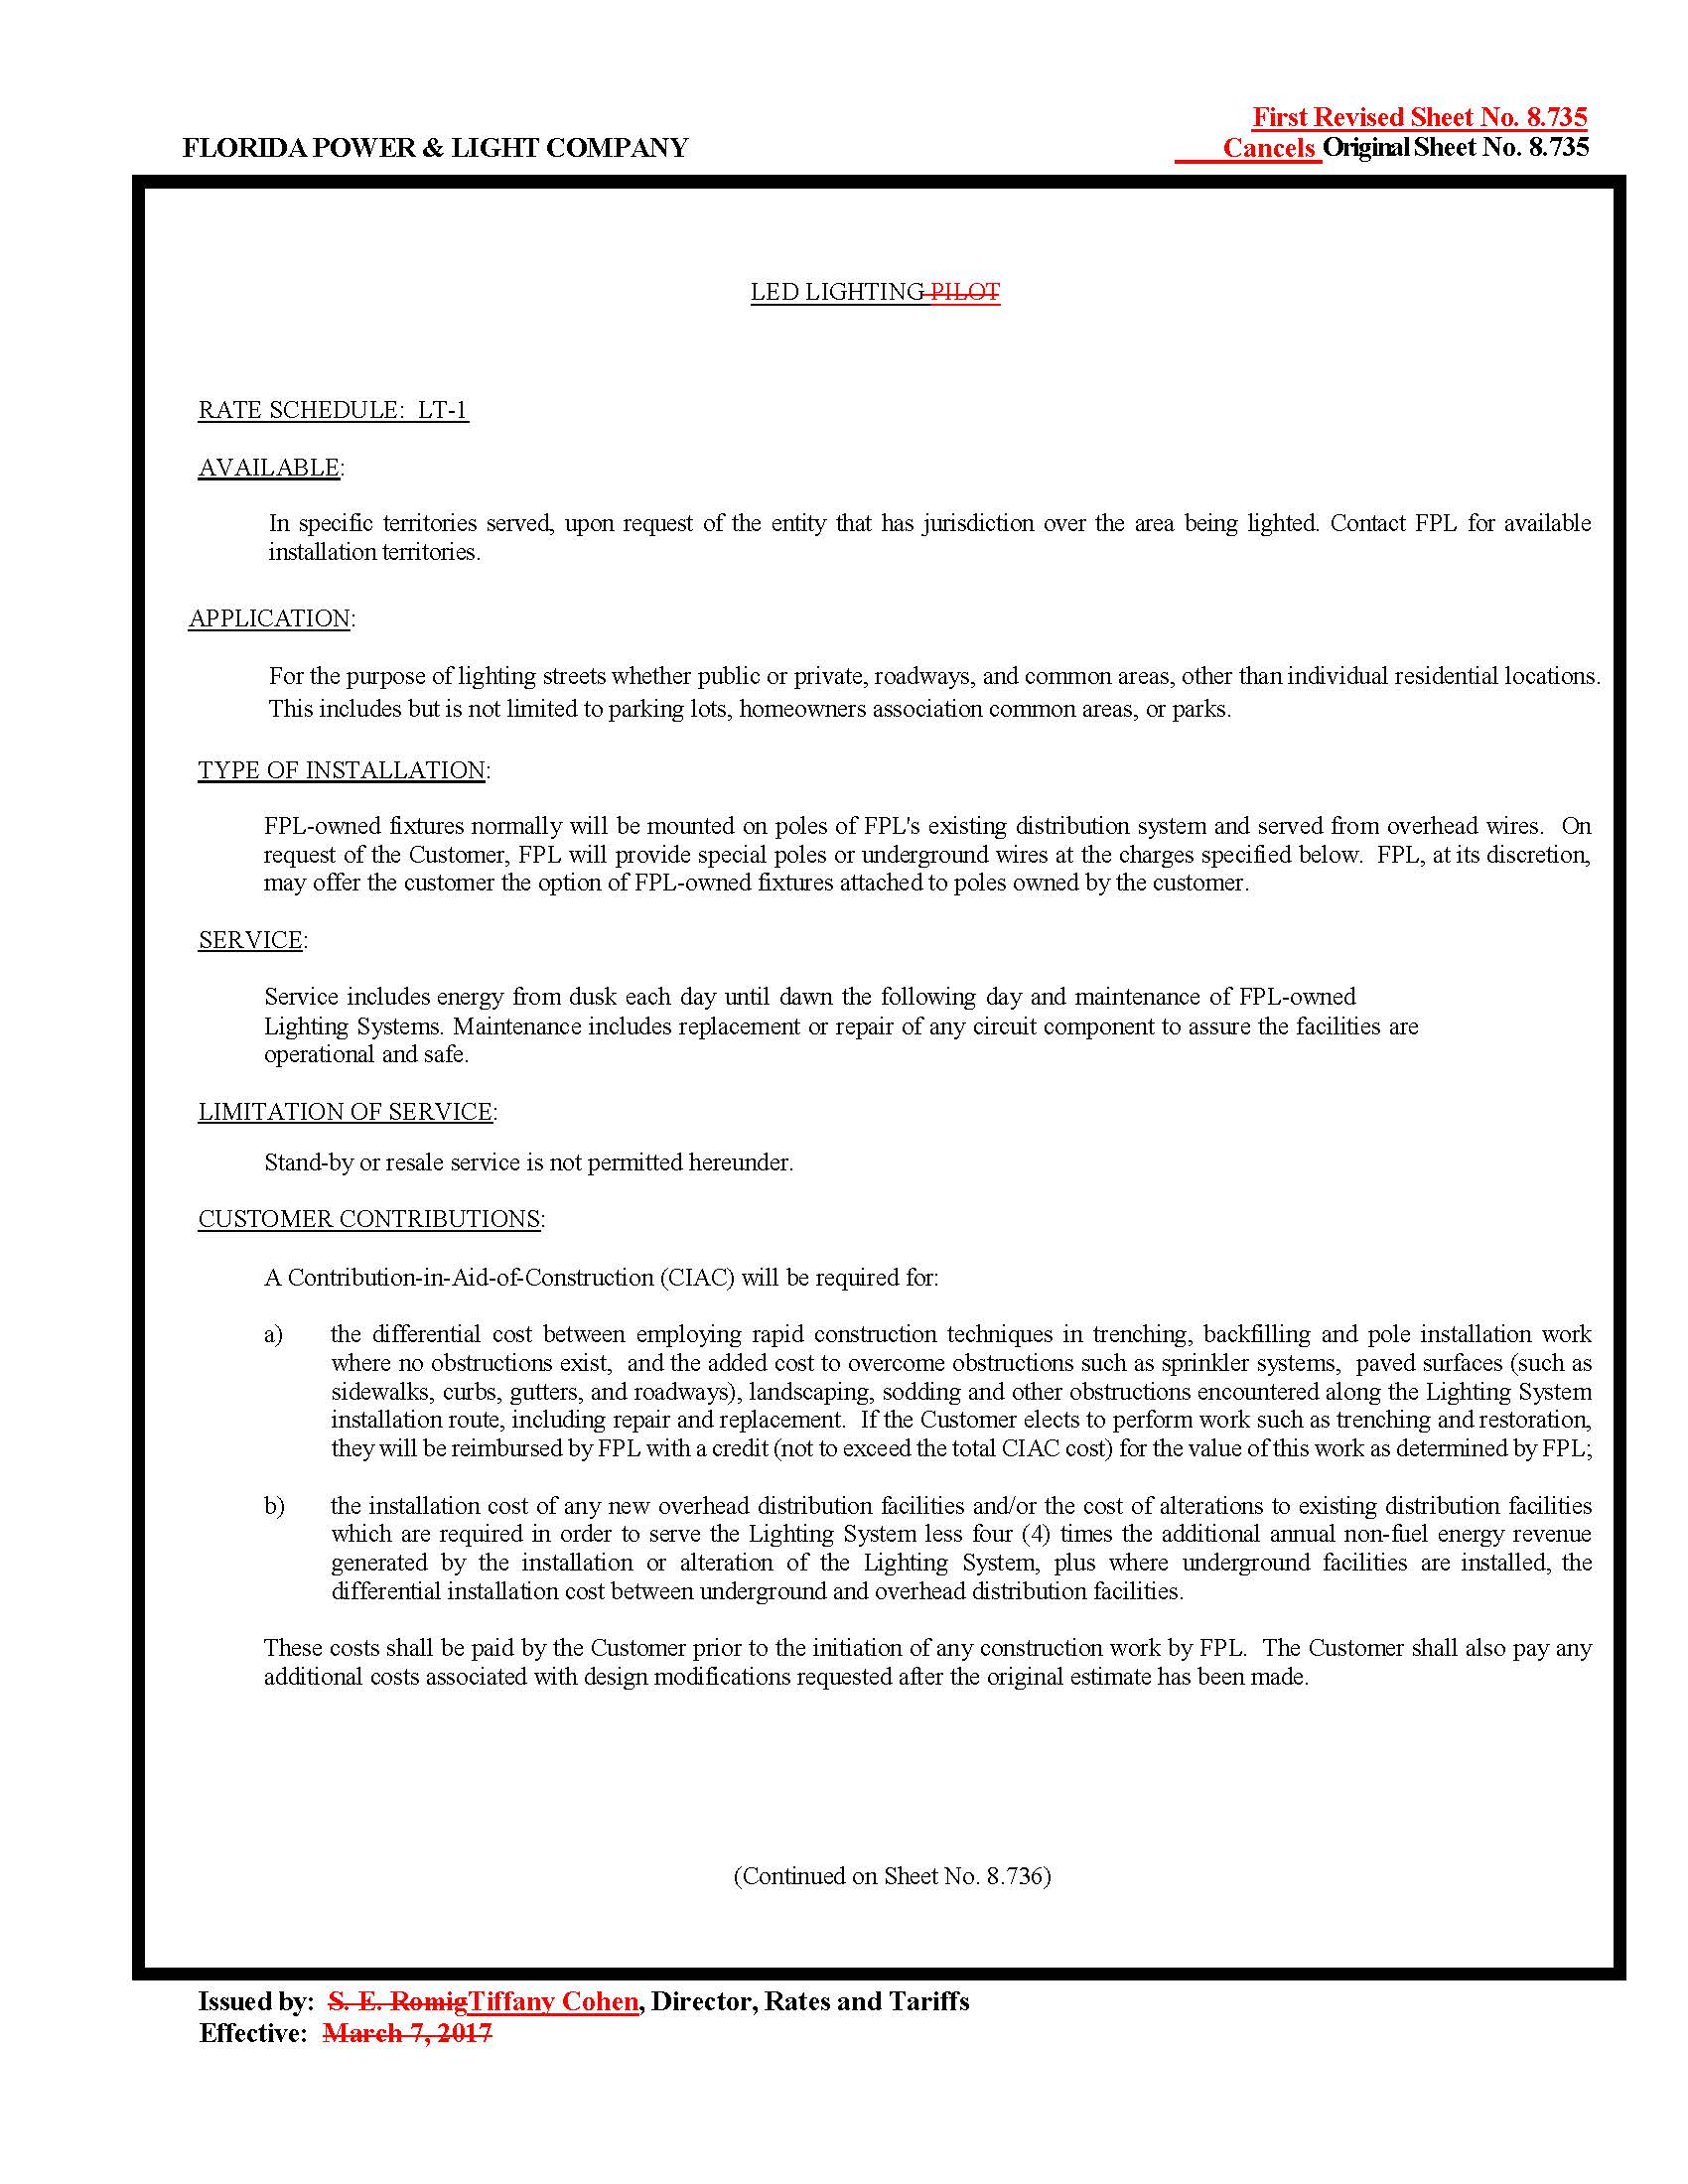 First Revised Sheet No. 8.735
FLORIDA POWER & LIGHT COMPANY Cancels Original Sheet No. 8.735
LED LIGHTING PILOT
RATE SCHEDULE: LT-1
AVAILABLE:
In specific territories served, upon request of the entity that has jurisdiction over the area being lighted. Contact FPL for available
installation territories.
APPLICATION:
For the purpose of lighting streets whether public or private, roadways, and common areas, other than individual residential locations.
This includes but is not limited to parking lots, homeowners association common areas, or parks.
TYPE OF INSTALLATION:
FPL-owned fixtures normally will be mounted on poles of FPL's existing distribution system and served from overhead wires. On
request of the Customer, FPL will provide special poles or underground wires at the charges specified below. FPL, at its discretion,
may offer the customer the option of FPL-owned fixtures attached to poles owned by the customer.
SERVICE:
Service includes energy from dusk each day until dawn the following day and maintenance of FPL-owned
Lighting Systems. Maintenance includes replacement or repair of any circuit component to assure the facilities are
operational and safe.
LIMITATION OF SERVICE:
Stand-by or resale service is not permitted hereunder.
CUSTOMER CONTRIBUTIONS:
A Contribution-in-Aid-of-Construction (CIAC) will be required for:
a) the differential cost between employing rapid construction techniques in trenching, backfilling and pole installation work
where no obstructions exist, and the added cost to overcome obstructions such as sprinkler systems, paved surfaces (such as
sidewalks, curbs, gutters, and roadways), landscaping, sodding and other obstructions encountered along the Lighting System
installation route, including repair and replacement. If the Customer elects to perform work such as trenching and restoration,
they will be reimbursed by FPL with a credit (not to exceed the total CIAC cost) for the value of this work as determined by FPL;
b) the installation cost of any new overhead distribution facilities and/or the cost of alterations to existing distribution facilities
which are required in order to serve the Lighting System less four (4) times the additional annual non-fuel energy revenue
generated by the installation or alteration of the Lighting System, plus where underground facilities are installed, the
differential installation cost between underground and overhead distribution facilities.
These costs shall be paid by the Customer prior to the initiation of any construction work by FPL. The Customer shall also pay any
additional costs associated with design modifications requested after the original estimate has been made.
(Continued on Sheet No. 8.736)
Issued by: S. E. RomigTiffany Cohen, Director, Rates and Tariffs
Effective: March 7, 2017